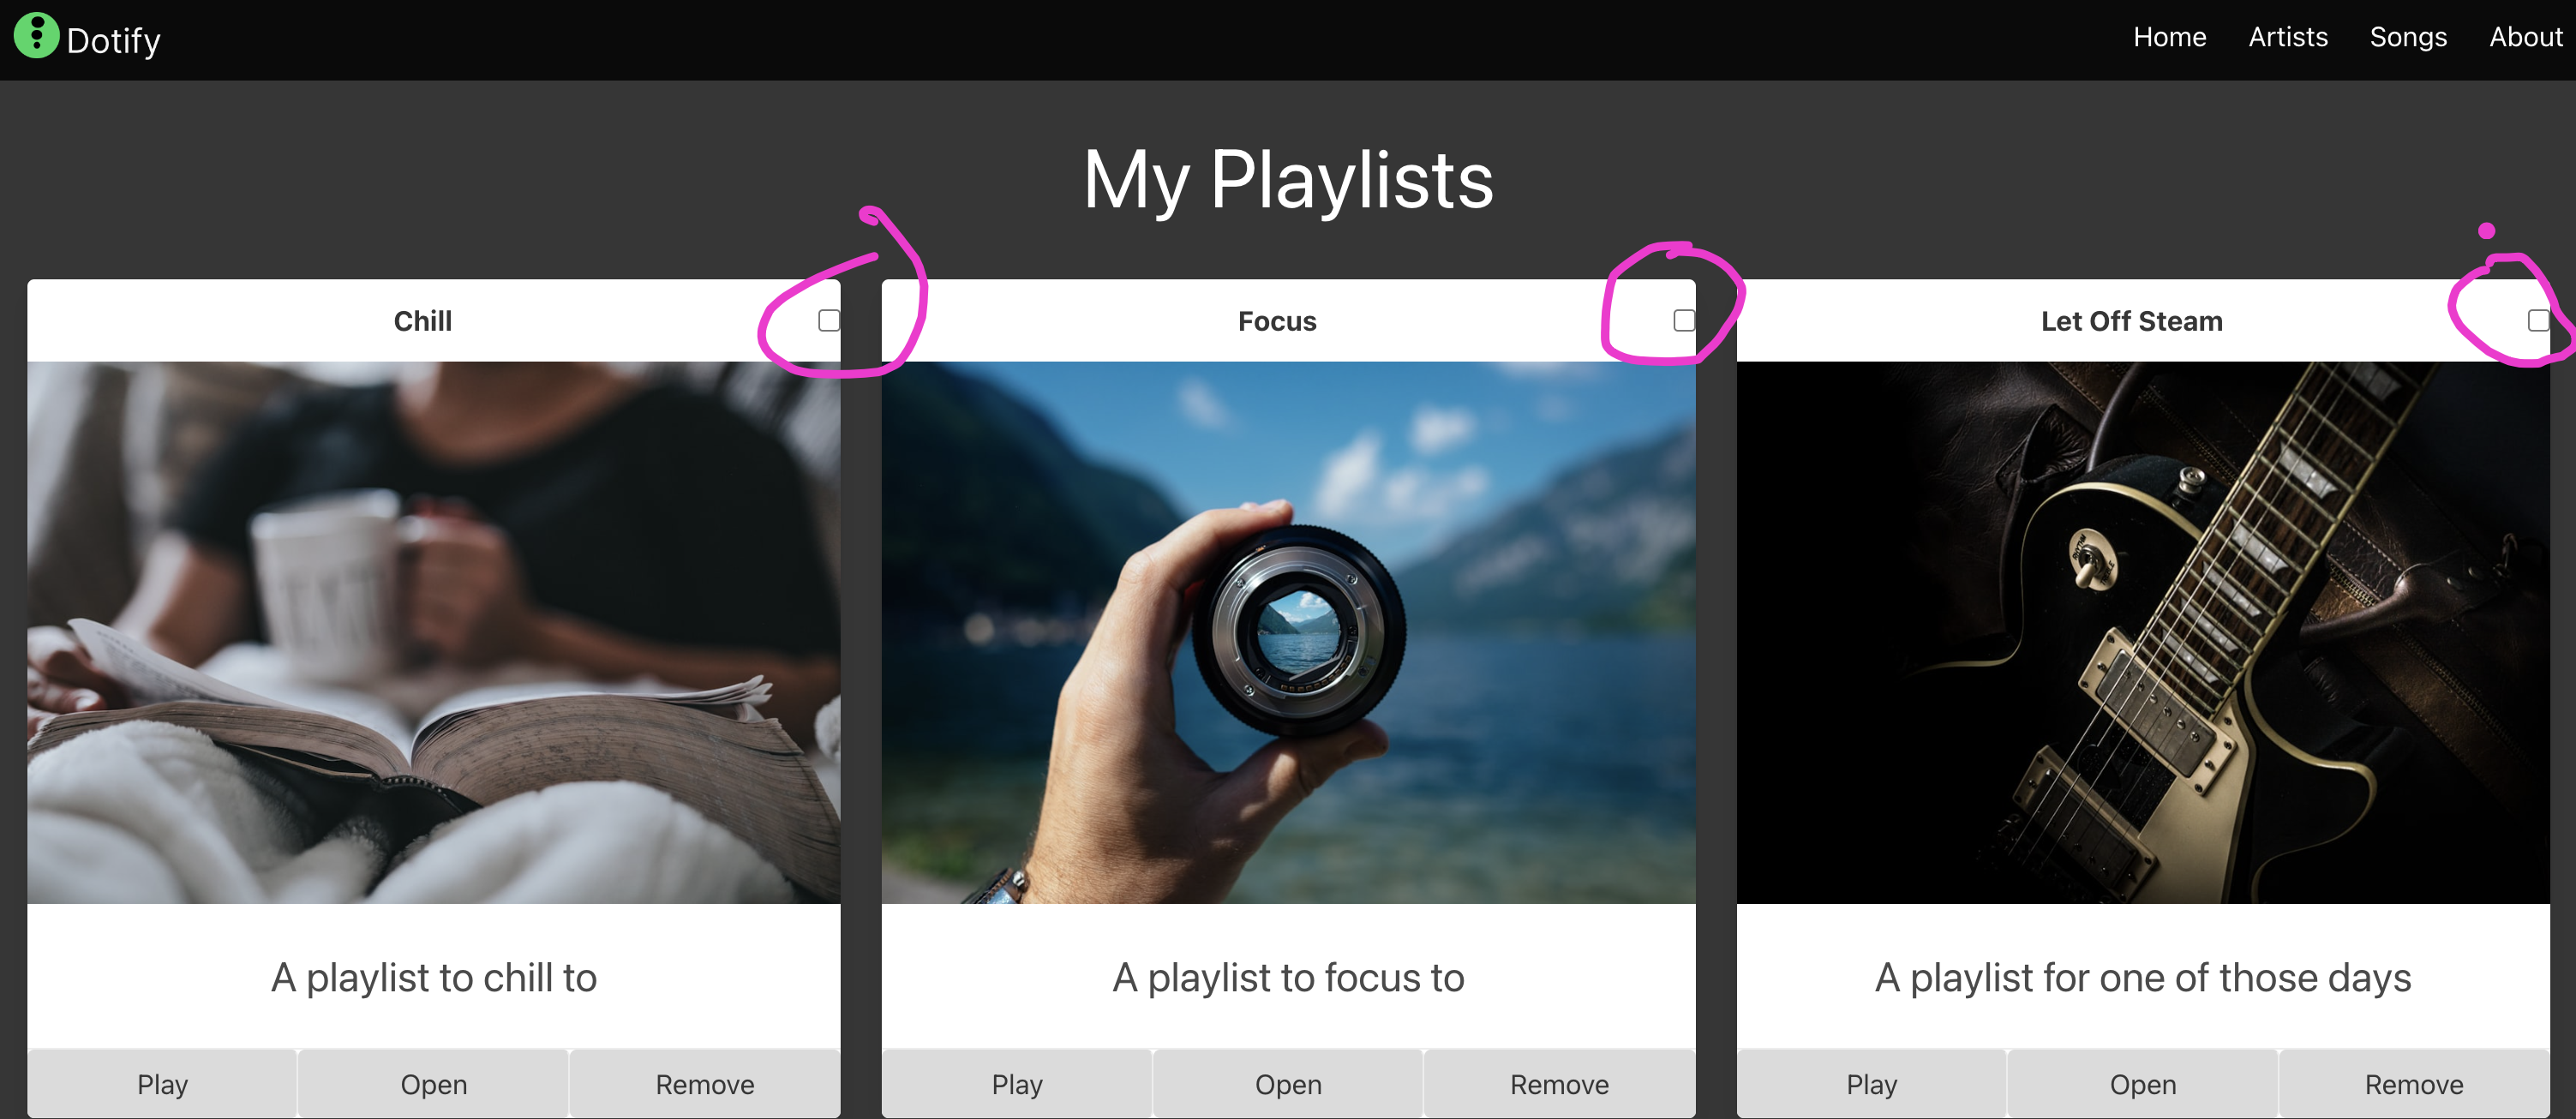 Dotify
Home Artists Songs About
My Playlists
Chill
Focus
Let Off Steam
RHYTHM
A playlist to chill to
A playlist to focus to
A playlist for one of those days
Play Open Remove
Play Open Remove
Play Open Remove